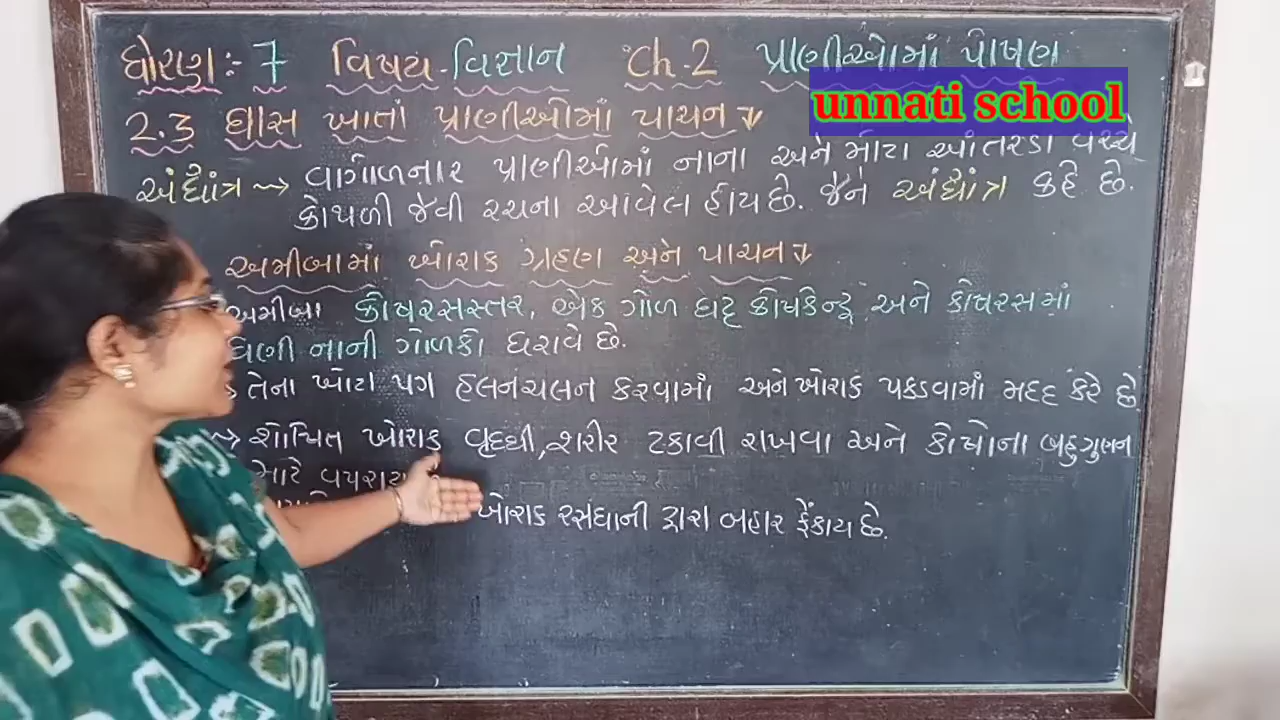 ધોરણ:- 7 વિષય-વિજ્ઞાન Ch-2 પ્રાણીઓમાં પોષણ
unnati school
2.3 ઘાસ ખાતાં પ્રાણીઓમાં પાચન↓
અંધાંત્ર → વાગોળનાર પ્રાણીઓમાં નાના અને મોટા આંતરડા વચ્ચે
કોથળી જેવી રચના આવેલ હોય છે. જેને અંધાંત્ર કહે છે.
અમીબામાં ખોરાક ગ્રહણ અને પાચન↓
અમીબા કોષરસસ્તર, એક ગોળ ઘટ્ટ કોષકેન્દ્ર અને કોષરસમાં
ઘણી નાની ગોળકો ધરાવે છે.
તેના ખોટા પગ હલનચલન કરવામાં અને ખોરાક પકડવામાં મદદ કરે છે
→ શોષિત ખોરાક વૃદ્ધી, શરીર ટકાવી રાખવા અને કોષોના બહુગુણન
માટે વપરાય
ખોરાક રસધાની દ્વારા બહાર ફેંકાય છે.